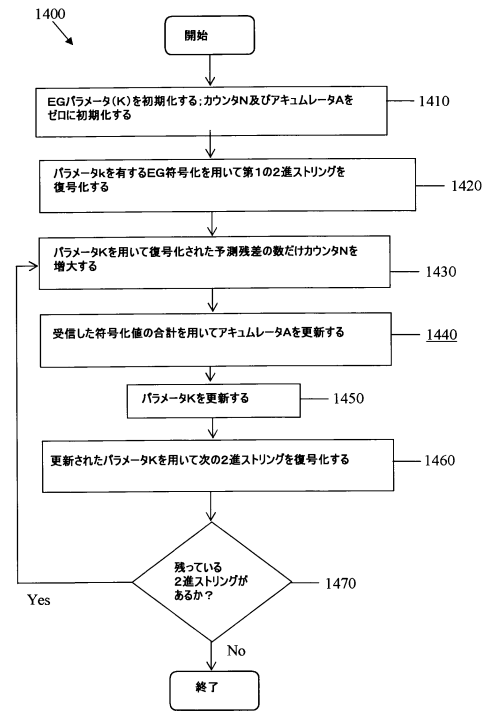 1400
開始
EGパラメータ(K)を初期化する;カウンタN及びアキュムレータAを
ゼロに初期化する
1410
パラメータkを有するEG符号化を用いて第1の2進ストリングを
復号化する
1420
パラメータKを用いて復号化された予測残差の数だけカウンタNを
増大する
1430
受信した符号化値の合計を用いてアキュムレータAを更新する
1440
パラメータKを更新する
1450
更新されたパラメータKを用いて次の2進ストリングを復号化する
1460
残っている
2進ストリングが
あるか?
1470
Yes
No
終了